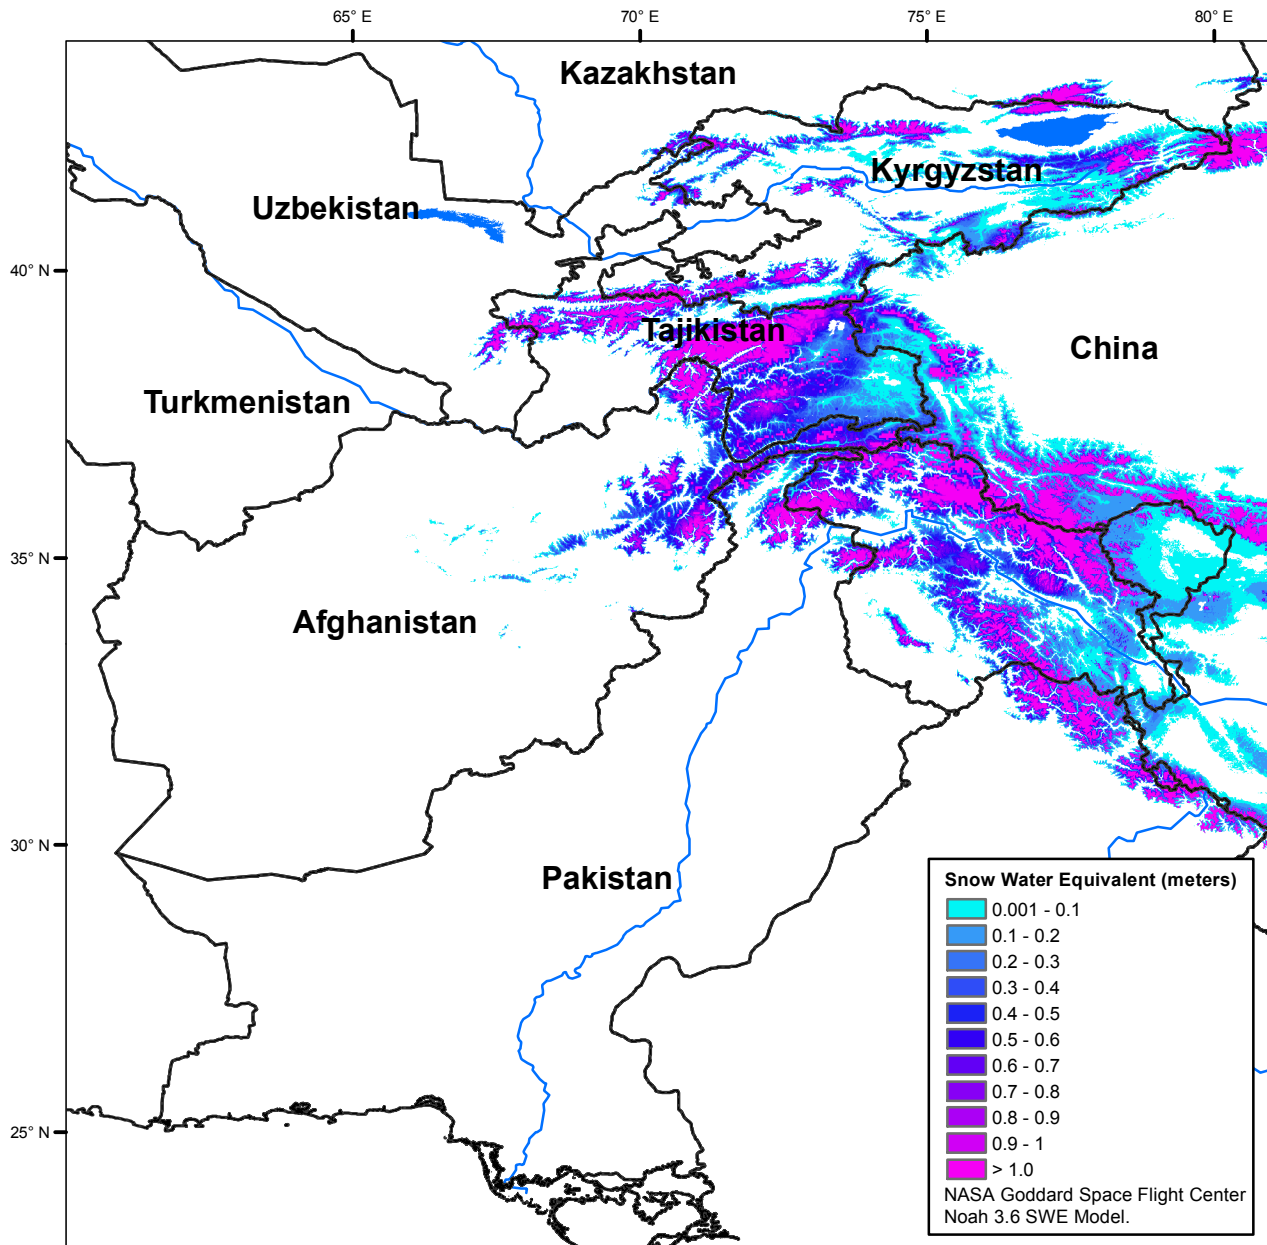 65° E
70° E
75° E
80° E
Kazakhstan
Kyrgyzstan
Uzbekistan
40° N
Tajikistan
China
Turkmenistan
35° N
Afghanistan
30° N
Pakistan
25° N
Snow Water Equivalent (meters)
0.001 - 0.1
0.1 - 0.2
0.2 - 0.3
0.3 - 0.4
0.4 - 0.5
0.5 - 0.6
0.6 - 0.7
0.7 - 0.8
0.8 - 0.9
0.9 - 1
> 1.0
NASA Goddard Space Flight Center
Noah 3.6 SWE Model.